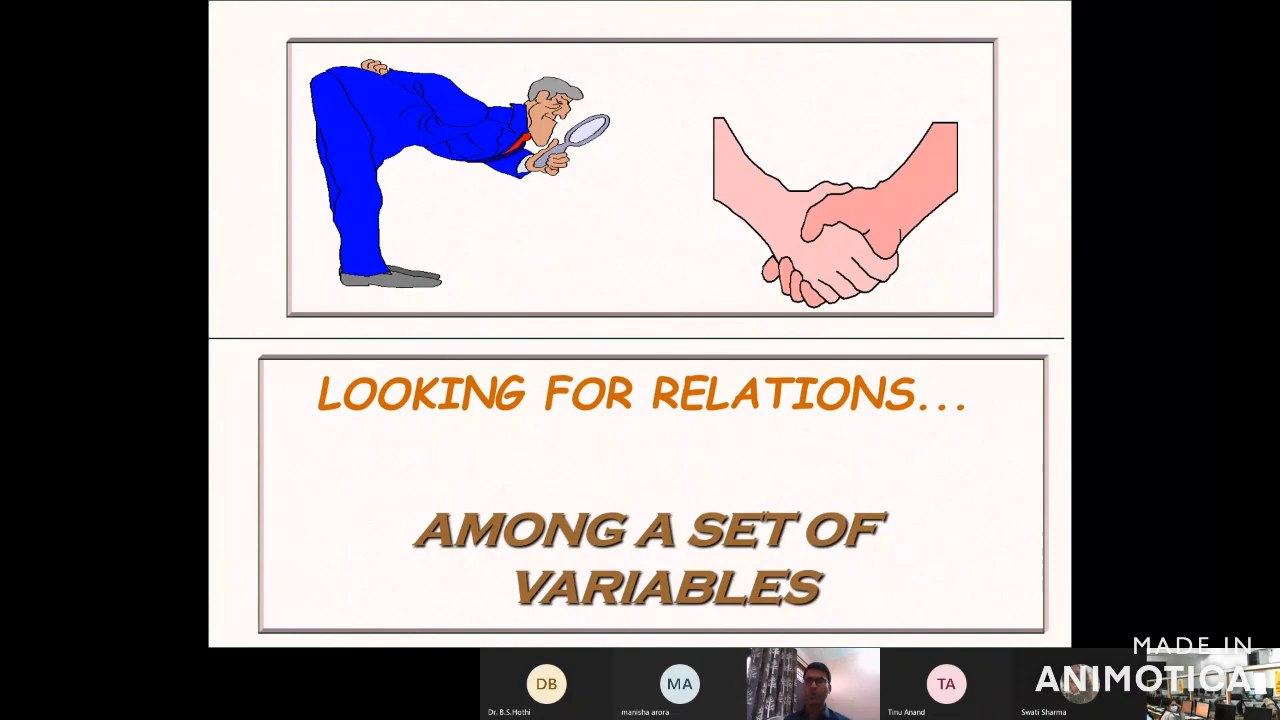 LOOKING FOR RELATIONS...
AMONG A SET OF
VARIABLES
MADE IN
ANIMOTICA
DB
MA
TA
Dr. B.S.Hothi
manisha arora
Tinu Anand
Swati Sharma